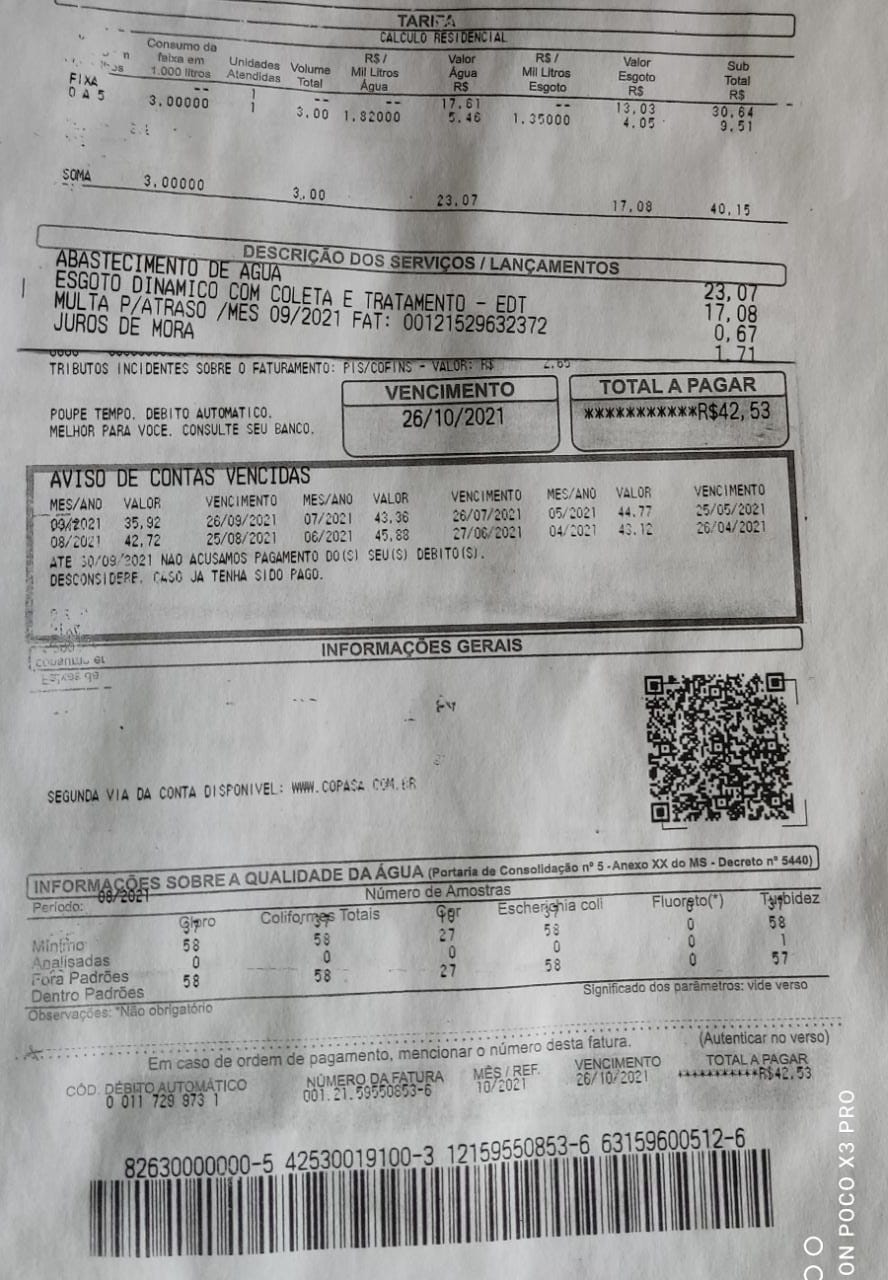 TARIFA
CALCULO RESIDENCIAL
Consumo da faixa em 1.000 litros Unidades Atendidas Volume Total R$ / Mil Litros Água Valor Água R$ R$ / Mil Litros Esgoto Valor Esgoto R$ Sub Total R$
FIXA -- 1 -- -- 17,61 -- 13,03 30,64
0 A 5 3,00000 1 3,00 1,82000 5,46 1,35000 4,05 9,51
SOMA 3,00000 3,00 23,07 17,08 40,15
DESCRIÇÃO DOS SERVIÇOS / LANÇAMENTOS
ABASTECIMENTO DE AGUA 23,07
ESGOTO DINAMICO COM COLETA E TRATAMENTO - EDT 17,08
MULTA P/ATRASO /MES 09/2021 FAT: 00121529632372 0,67
JUROS DE MORA 1,71
TRIBUTOS INCIDENTES SOBRE O FATURAMENTO: PIS/COFINS - VALOR: R$ 2,65
VENCIMENTO
26/10/2021
TOTAL A PAGAR
***********R$42,53
POUPE TEMPO. DEBITO AUTOMATICO.
MELHOR PARA VOCE. CONSULTE SEU BANCO.
AVISO DE CONTAS VENCIDAS
MES/ANO VALOR VENCIMENTO MES/ANO VALOR VENCIMENTO MES/ANO VALOR VENCIMENTO
09/2021 35,92 26/09/2021 07/2021 43,36 26/07/2021 05/2021 44,77 25/05/2021
08/2021 42,72 25/08/2021 06/2021 45,88 27/06/2021 04/2021 43,12 26/04/2021
ATE 30/09/2021 NAO ACUSAMOS PAGAMENTO DO(S) SEU(S) DEBITO(S).
DESCONSIDERE, CASO JA TENHA SIDO PAGO.
INFORMAÇÕES GERAIS
SEGUNDA VIA DA CONTA DISPONIVEL: WWW.COPASA.COM.BR
INFORMAÇÕES SOBRE A QUALIDADE DA ÁGUA (Portaria de Consolidação nº 5 - Anexo XX do MS - Decreto nº 5440)
Período: 08/2021 Número de Amostras
Cloro Coliformes Totais Cor Escherichia coli Fluoreto(*) Turbidez
Mínimo 37 37 37
Analisadas 58 58 27 58 0 58
Fora Padrões 0 0 0 0 0 1
Dentro Padrões 58 58 27 58 0 57
Observações: *Não obrigatório
Significado dos parâmetros: vide verso
Em caso de ordem de pagamento, mencionar o número desta fatura. (Autenticar no verso)
CÓD. DÉBITO AUTOMÁTICO NÚMERO DA FATURA MÊS / REF. VENCIMENTO TOTAL A PAGAR
0 011 729 873 1 001.21.59550853-6 10/2021 26/10/2021 ***********R$42,53
82630000000-5 42530019100-3 12159550853-6 63159600512-6
ON POCO X3 PRO